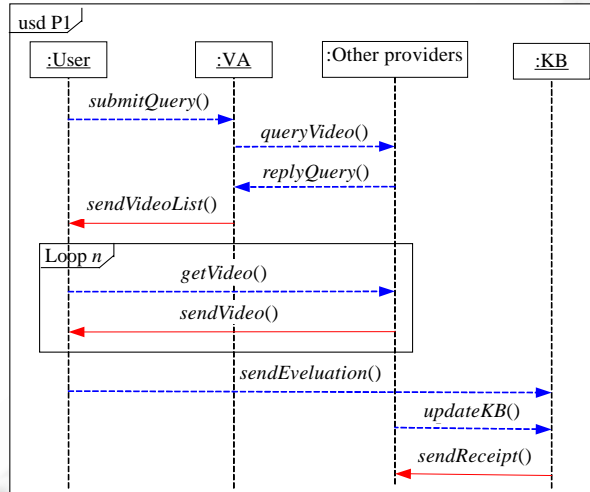 usd P1
:User
:VA
:Other providers
:KB
submitQuery()
queryVideo()
replyQuery()
sendVideoList()
Loop n
getVideo()
sendVideo()
sendEveluation()
updateKB()
sendReceipt()